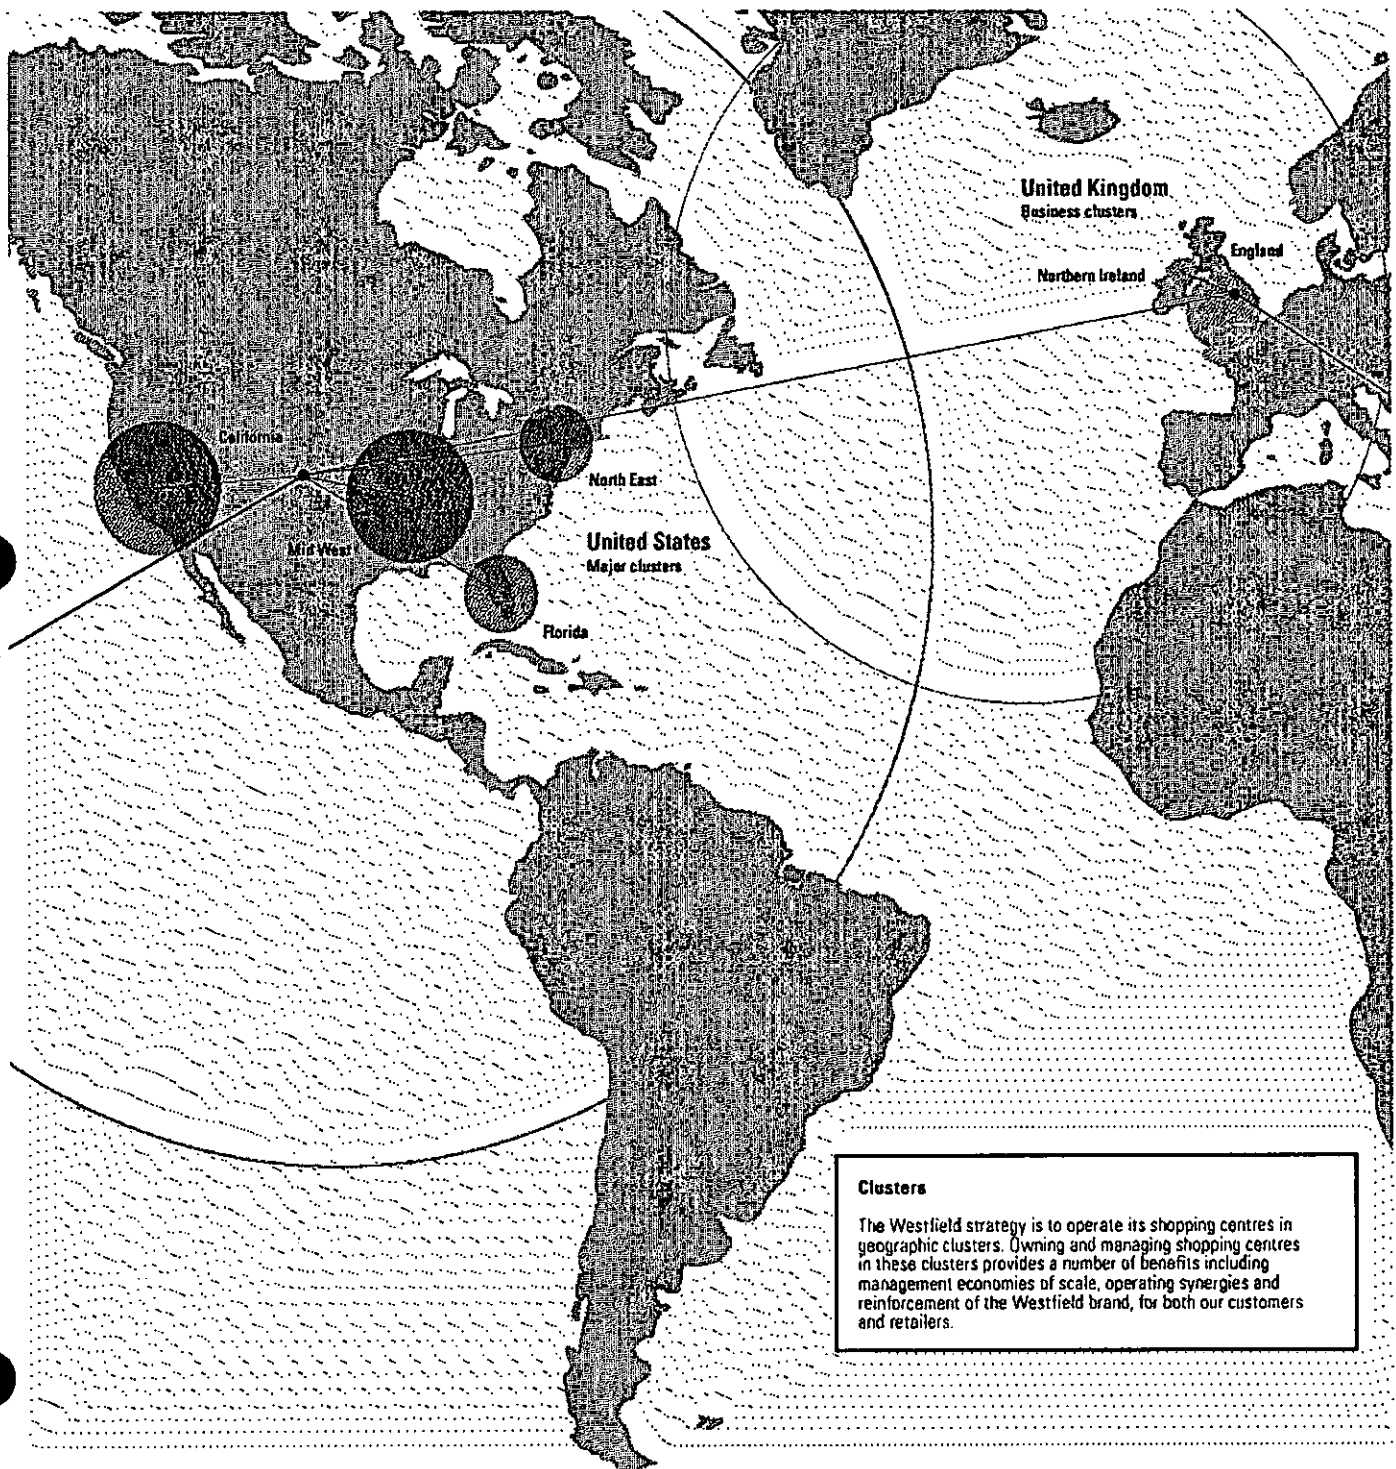 United Kingdom
Business clusters
England
Northern Ireland
California
North East
Mid West
United States
Major clusters
Florida
Clusters
The Westfield strategy is to operate its shopping centres in
geographic clusters. Owning and managing shopping centres
in these clusters provides a number of benefits including
management economies of scale, operating synergies and
reinforcement of the Westfield brand, for both our customers
and retailers.